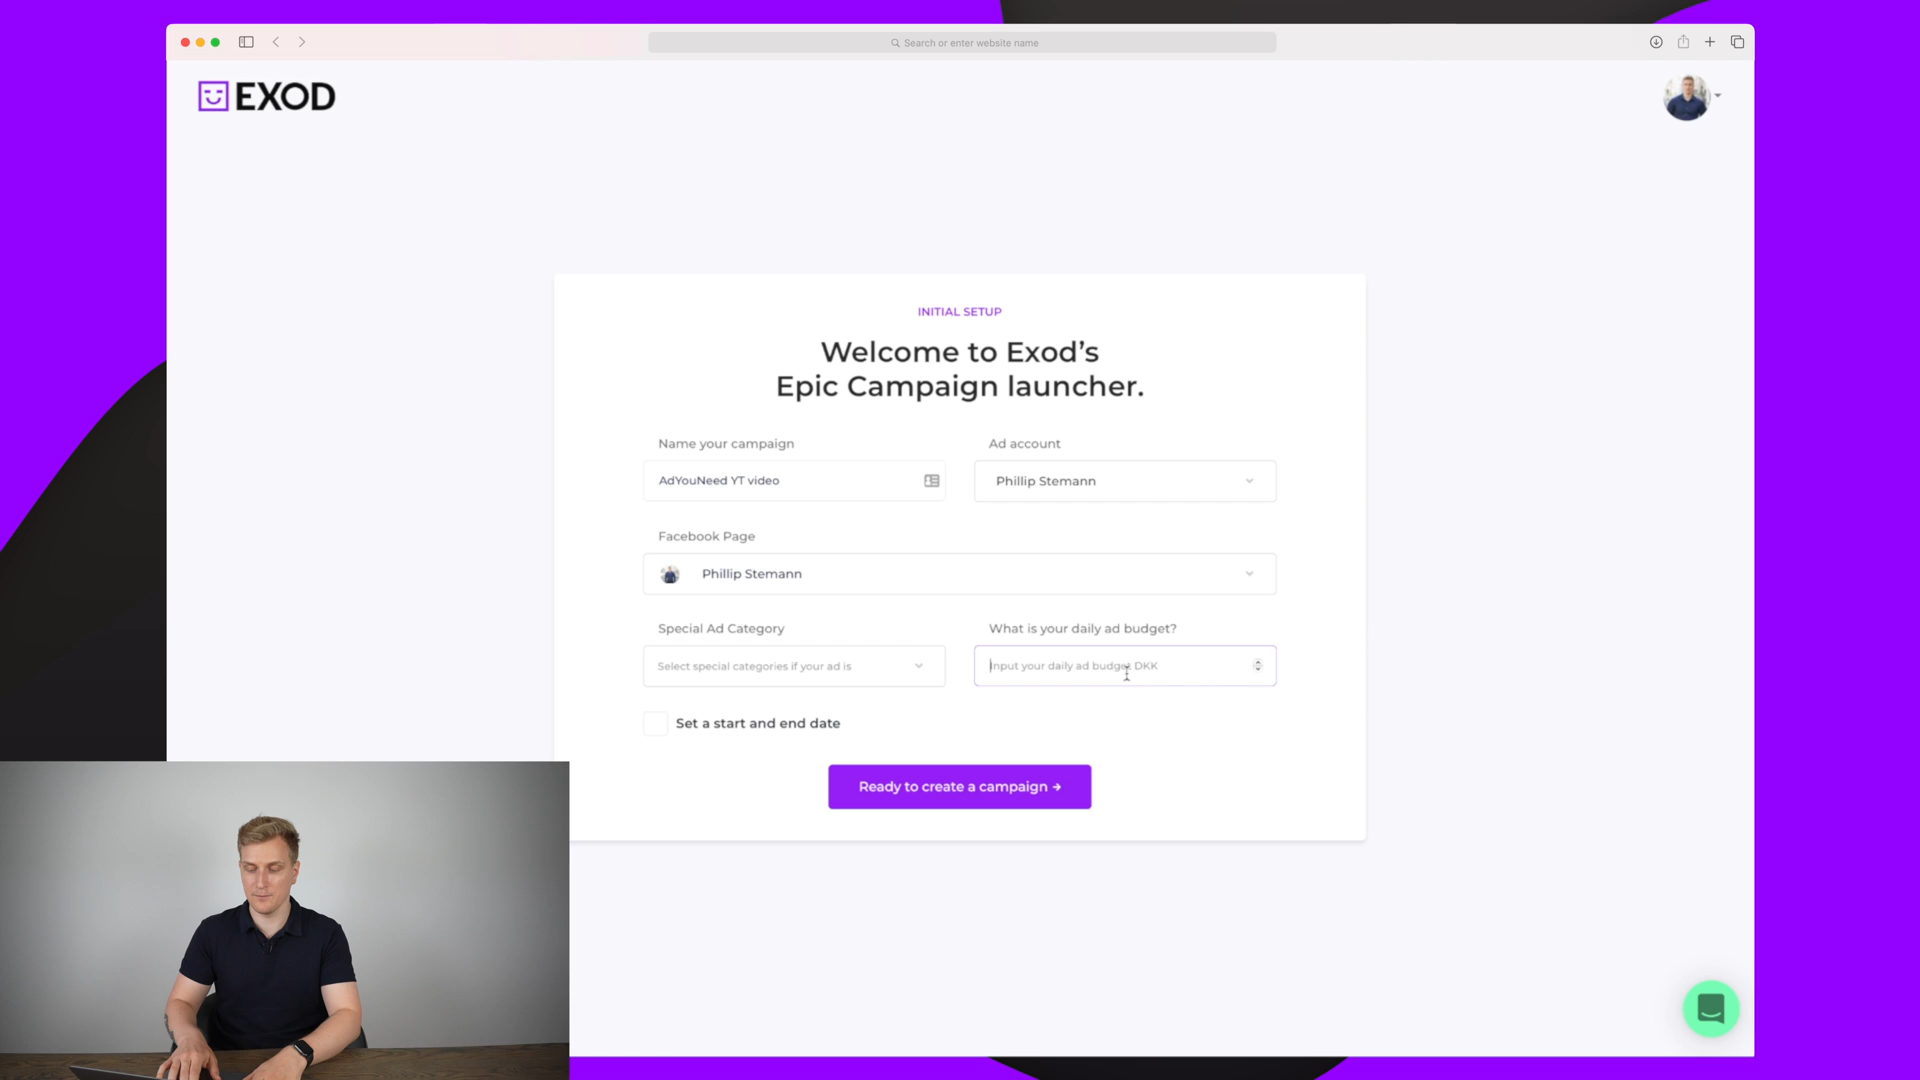 Search or enter website name
EXOD
INITIAL SETUP
Welcome to Exod's
Epic Campaign launcher.
Name your campaign
Ad account
AdYouNeed YT video
Phillip Stemann
Facebook Page
Phillip Stemann
Special Ad Category
What is your daily ad budget?
Select special categories if your ad is
Input your daily ad budget DKK
Set a start and end date
Ready to create a campaign →